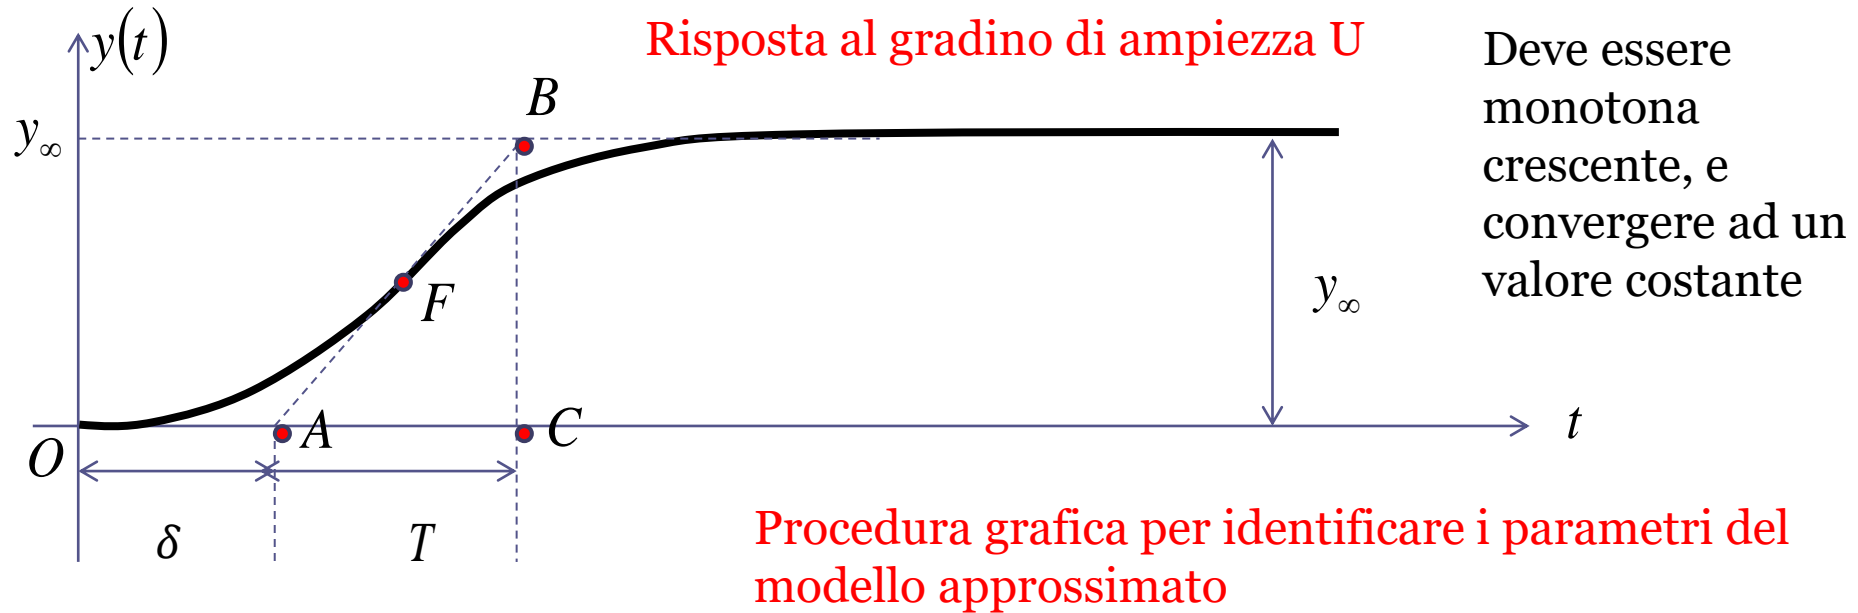 y(t)
Risposta al gradino di ampiezza U
Deve essere
monotona
crescente, e
convergere ad un
valore costante
B
y∞
F
y∞
A
C
t
O
δ
T
Procedura grafica per identificare i parametri del
modello approssimato